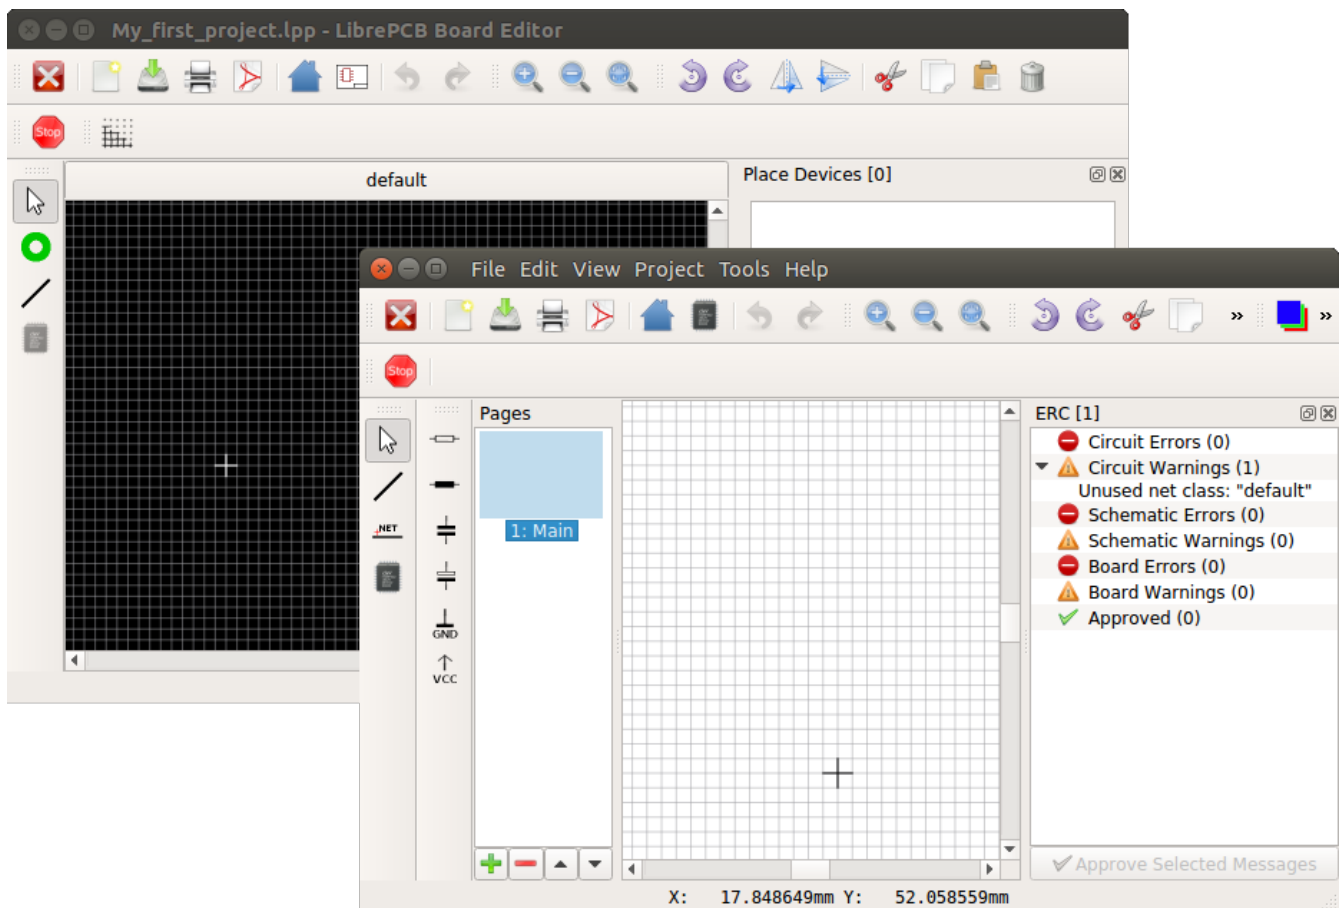 My_first_project.lpp - LibrePCB Board Editor
Stop
default
Place Devices [0]
File Edit View Project Tools Help
Stop
Pages
1: Main
NET
GND
VCC
ERC [1]
Circuit Errors (0)
Circuit Warnings (1)
Unused net class: "default"
Schematic Errors (0)
Schematic Warnings (0)
Board Errors (0)
Board Warnings (0)
Approved (0)
Approve Selected Messages
X: 17.848649mm Y: 52.058559mm